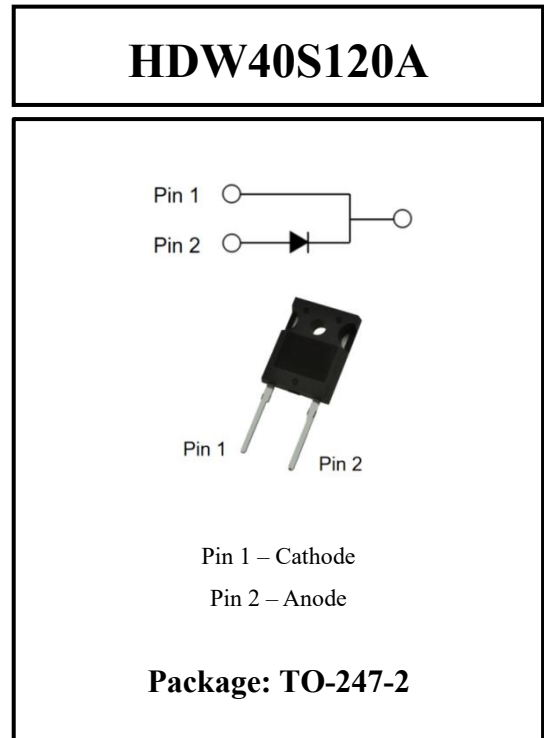 HDW40S120A
Pin 1
Pin 2
Pin 1
Pin 2
Pin 1 – Cathode
Pin 2 – Anode
Package: TO-247-2